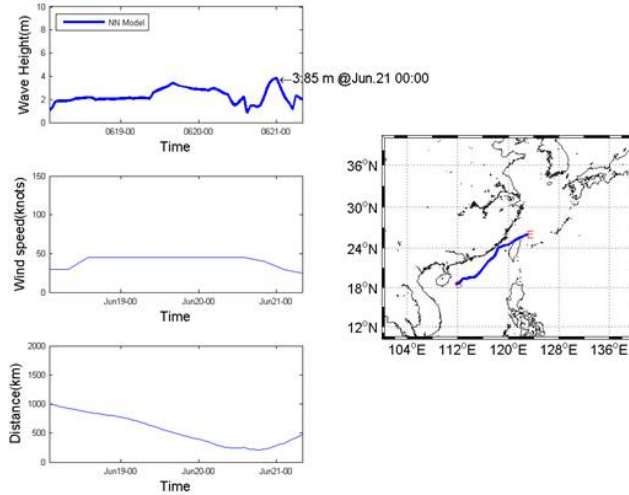 Wave Height(m)
10
8
6
4
2
0
NN Model
←3.85 m @Jun.21 00:00
0619-00
0620-00
0621-00
Time
Wind speed(knots)
150
100
50
0
Jun19-00
Jun20-00
Jun21-00
Time
Distance(km)
2000
1500
1000
500
0
Jun19-00
Jun20-00
Jun21-00
Time
36°N
30°N
24°N
18°N
12°N
104°E
112°E
120°E
128°E
136°E
E